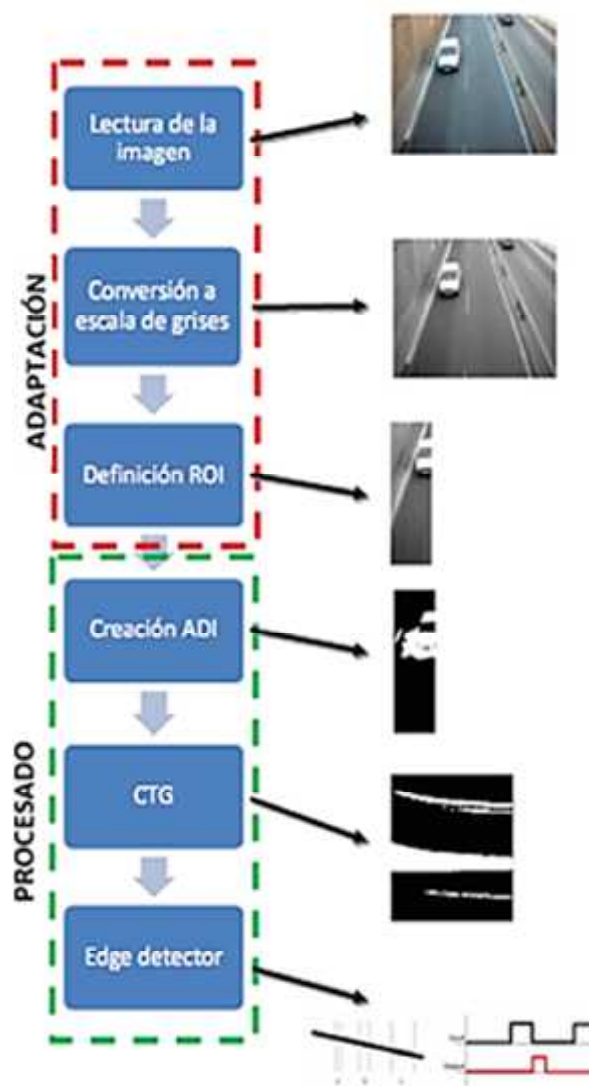 Lectura de la
imagen
Conversión a
escala de grises
Definición ROI
ADAPTACIÓN
Creación ADI
CTG
Edge detector
PROCESADO